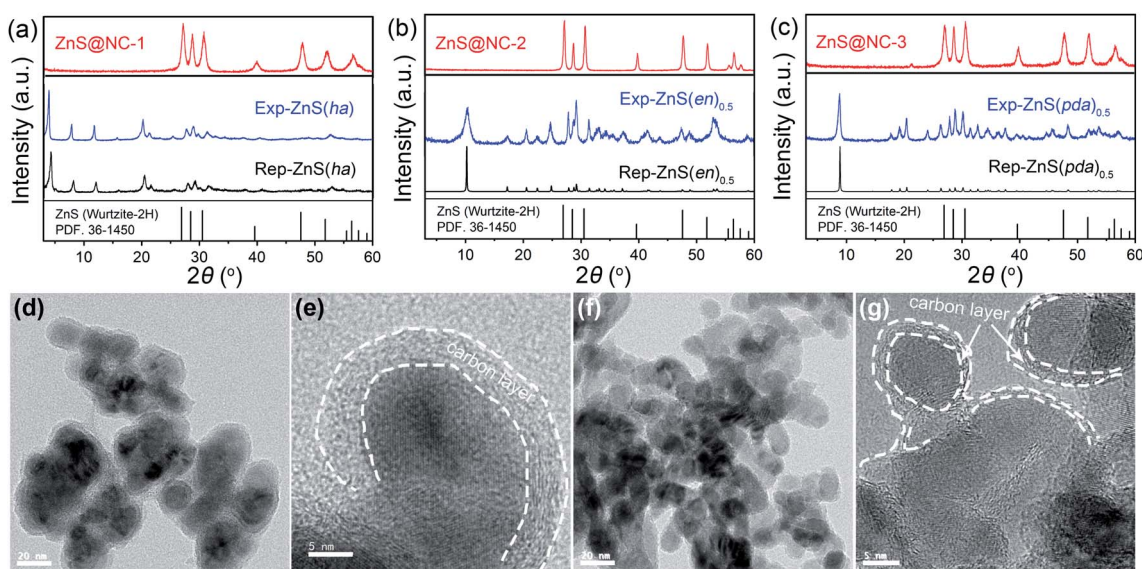 (a)
Intensity (a.u.)
ZnS@NC-1
Exp-ZnS(ha)
Rep-ZnS(ha)
ZnS (Wurtzite-2H)
PDF. 36-1450
10 20 30 40 50 60
2θ (°)
(b)
Intensity (a.u.)
ZnS@NC-2
Exp-ZnS(en)0.5
Rep-ZnS(en)0.5
ZnS (Wurtzite-2H)
PDF. 36-1450
10 20 30 40 50 60
2θ (°)
(c)
Intensity (a.u.)
ZnS@NC-3
Exp-ZnS(pda)0.5
Rep-ZnS(pda)0.5
ZnS (Wurtzite-2H)
PDF. 36-1450
10 20 30 40 50 60
2θ (°)
(d)
20 nm
(e)
carbon layer
5 nm
(f)
20 nm
(g)
carbon layer
5 nm